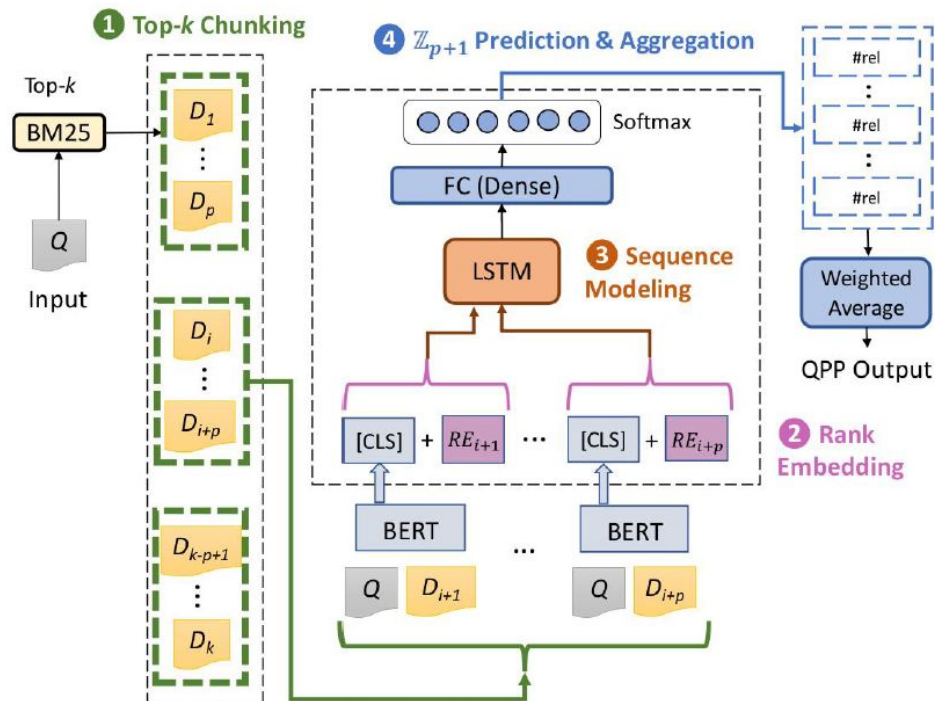 1 Top-k Chunking
4 ℤp+1 Prediction & Aggregation
Top-k
BM25
Q
Input
D1
⋮
Dp
Di
⋮
Di+p
Dk-p+1
⋮
Dk
Softmax
FC (Dense)
LSTM
3 Sequence
Modeling
[CLS] + REi+1 ... [CLS] + REi+p
2 Rank
Embedding
BERT ... BERT
Q Di+1 Q Di+p
#rel
⋮
#rel
⋮
#rel
Weighted
Average
QPP Output